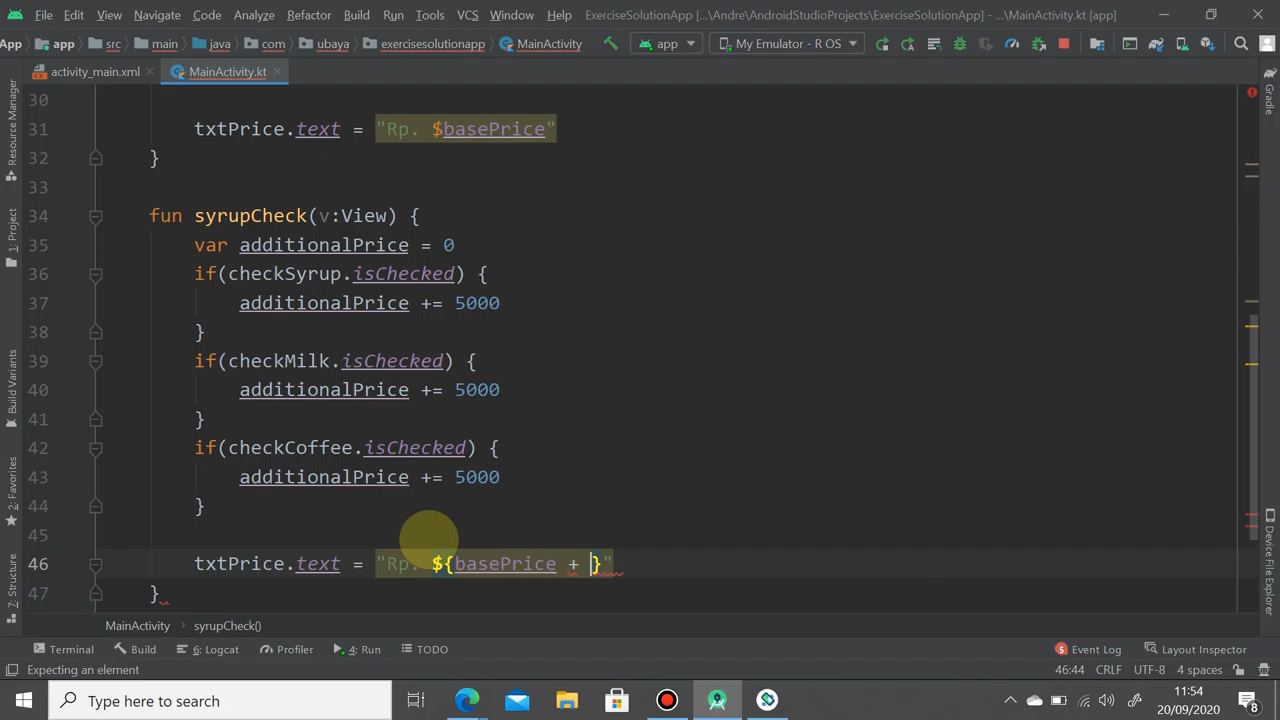 File Edit View Navigate Code Analyze Refactor Build Run Tools VCS Window Help ExerciseSolutionApp [...\Andre\AndroidStudioProjects\ExerciseSolutionApp] - ...\MainActivity.kt [app]
App app src main java com ubaya exercisesolutionapp MainActivity app My Emulator - R OS
activity_main.xml MainActivity.kt
Resource Manager
1: Project
Build Variants
2: Favorites
7: Structure
30
31 txtPrice.text = "Rp. $basePrice"
32 }
33
34 fun syrupCheck(v:View) {
35 var additionalPrice = 0
36 if(checkSyrup.isChecked) {
37 additionalPrice += 5000
38 }
39 if(checkMilk.isChecked) {
40 additionalPrice += 5000
41 }
42 if(checkCoffee.isChecked) {
43 additionalPrice += 5000
44 }
45
46 txtPrice.text = "Rp. ${basePrice + }"
47 }
Gradle
Device File Explorer
MainActivity syrupCheck()
Terminal Build 6: Logcat Profiler 4: Run TODO 5 Event Log Layout Inspector
Expecting an element 46:44 CRLF UTF-8 4 spaces
Type here to search
11:54
20/09/2020
8